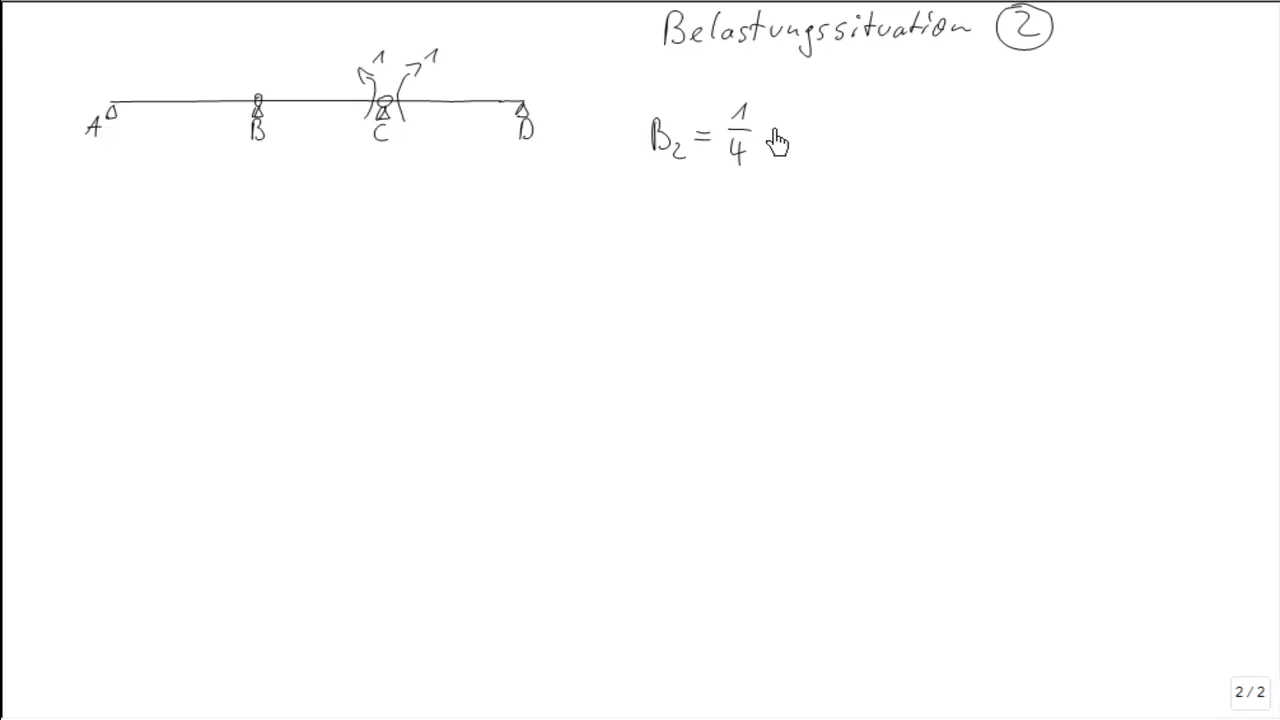 Belastungssituation ②
1 1
A B C D
B₂ = 1/4
2 / 2